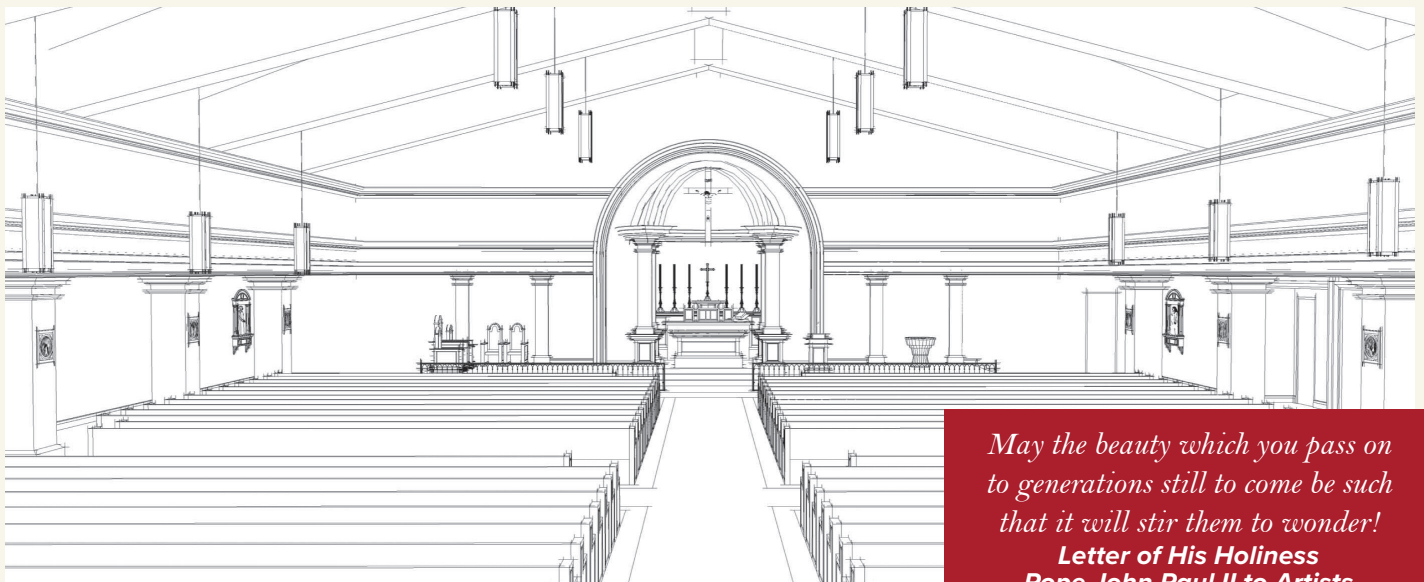 May the beauty which you pass on
to generations still to come be such
that it will stir them to wonder!
Letter of His Holiness
Pope John Paul II to Artists